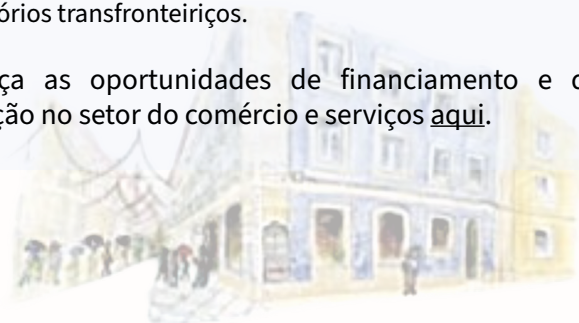 órios transfronteiriços.
ça as oportunidades de financiamento e
ção no setor do comércio e serviços aqui.